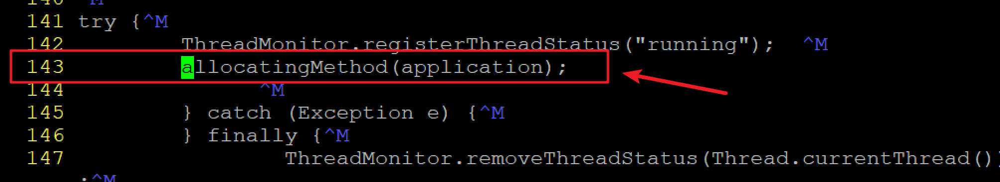 140 ^M
141 try {^M
142 ThreadMonitor.registerThreadStatus("running"); ^M
143 allocatingMethod(application);
144 ^M
145 } catch (Exception e) {^M
146 } finally {^M
147 ThreadMonitor.removeThreadStatus(Thread.currentThread())
;^M